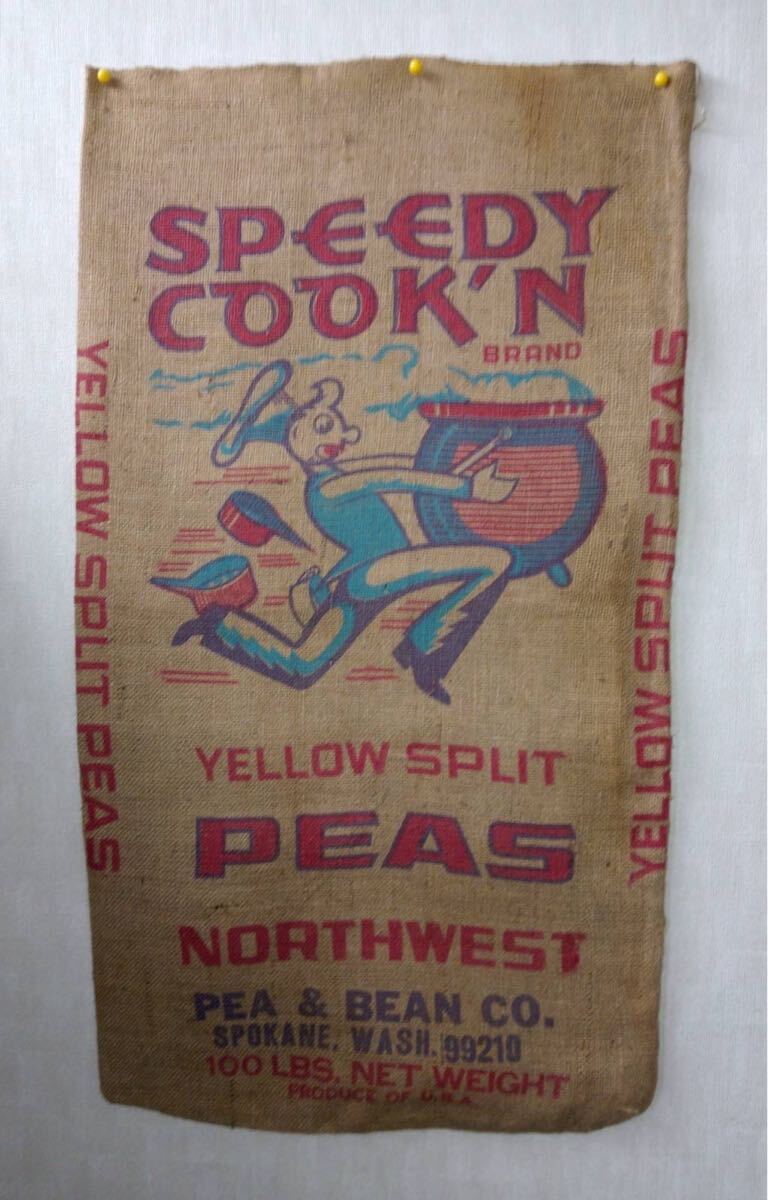 SPEEDY
COOK'N
BRAND
YELLOW SPLIT PEAS
YELLOW SPLIT PEAS
YELLOW SPLIT
PEAS
NORTHWEST
PEA & BEAN CO.
SPOKANE, WASH. 99210
100 LBS. NET WEIGHT
PRODUCE OF U.S.A.